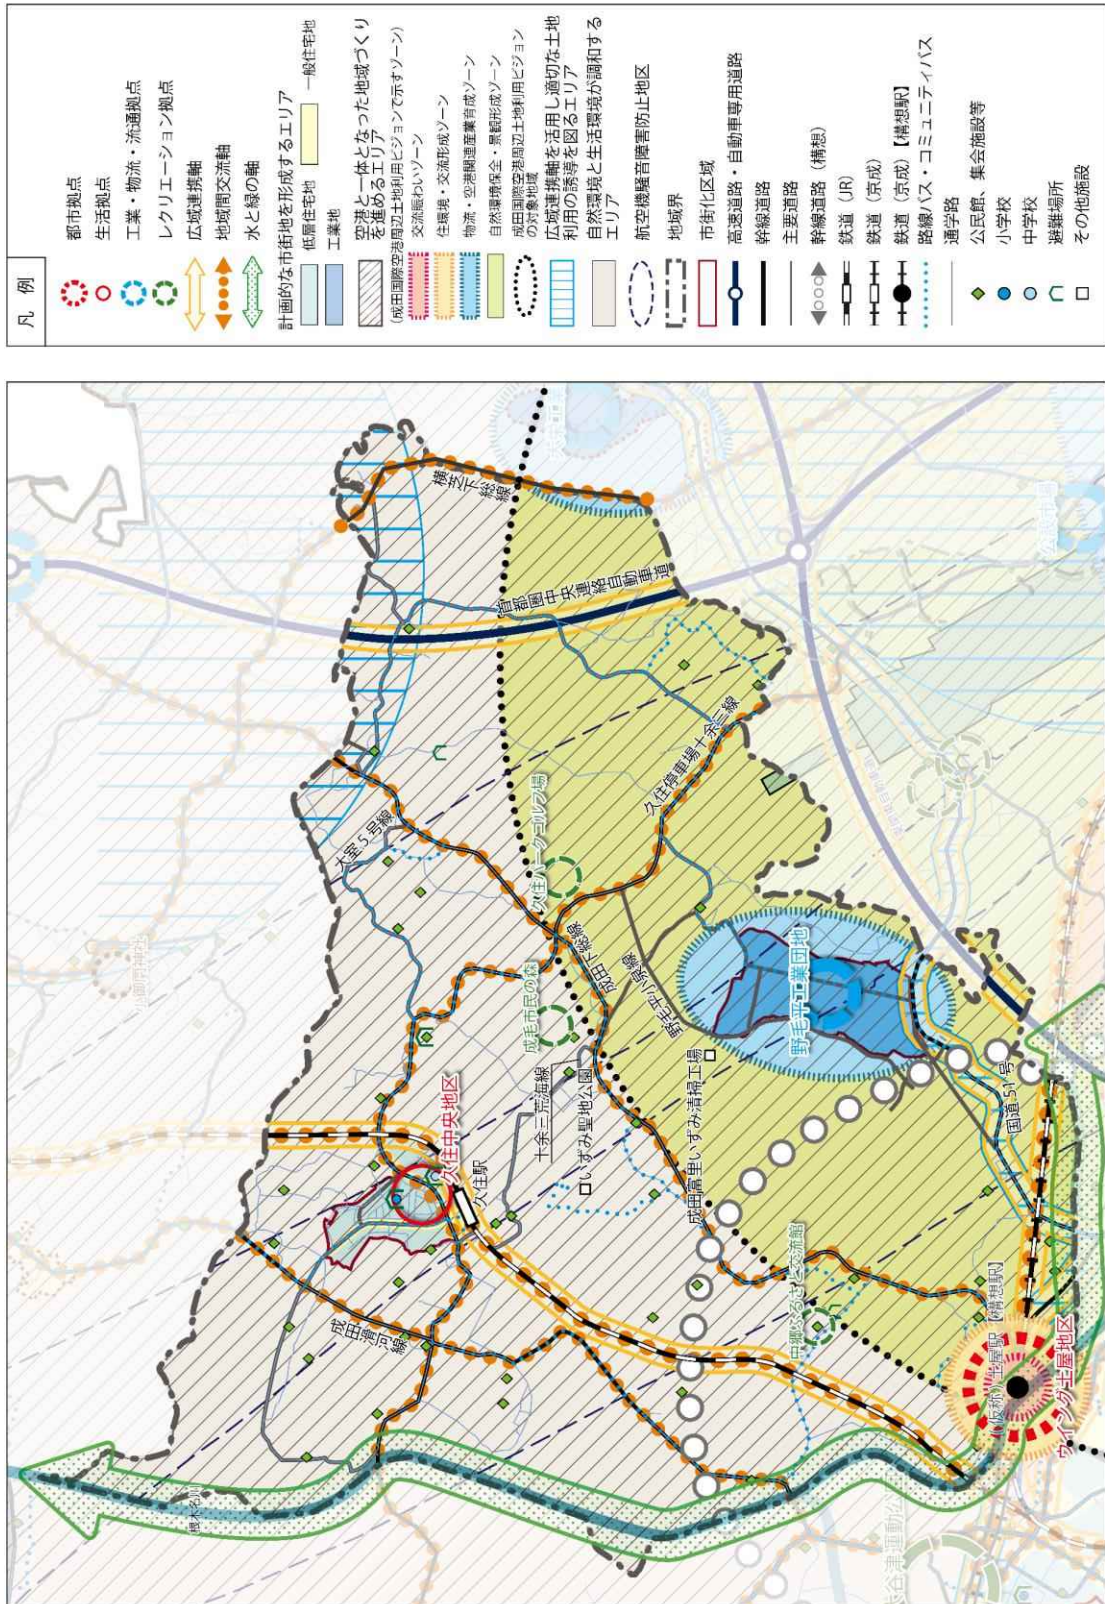 凡 例
都市拠点
生活拠点
工業・物流・流通拠点
レクリエーション拠点
広域連携軸
地域間交流軸
水と緑の軸
計画的な市街地を形成するエリア
低層住宅地
一般住宅地
工業地
空港と一体となった地域づくり
を進めるエリア
(成田国際空港周辺土地利用ビジョンで示すゾーン)
交流賑わいゾーン
住環境・交流形成ゾーン
物流・空港関連産業育成ゾーン
自然環境保全・景観形成ゾーン
成田国際空港周辺土地利用ビジョン
の対象地域
広域連携軸を活用し適切な土地
利用の誘導を図るエリア
自然環境と生活環境が調和する
エリア
航空機騒音障害防止地区
地域界
市街化区域
高速道路・自動車専用道路
幹線道路
主要道路
幹線道路(構想)
鉄道(JR)
鉄道(京成)
鉄道(京成)【構想駅】
路線バス・コミュニティバス
通学路
公民館、集会施設等
小学校
中学校
避難場所
その他施設
横芝下総線
首都圏中央連絡自動車道
大室5号線
久住パークゴルフ場
久住停車場十余三線
成田下総線
成毛市民の森
野毛平小泉線
野毛平工業団地
久住中央地区
久住駅
十余三荒海線
いずみ聖地公園
成田富里いずみ清掃工場
国道51号
成田滑河線
中郷ふるさと交流館
(仮称)土屋駅【構想駅】
ウイング土屋地区